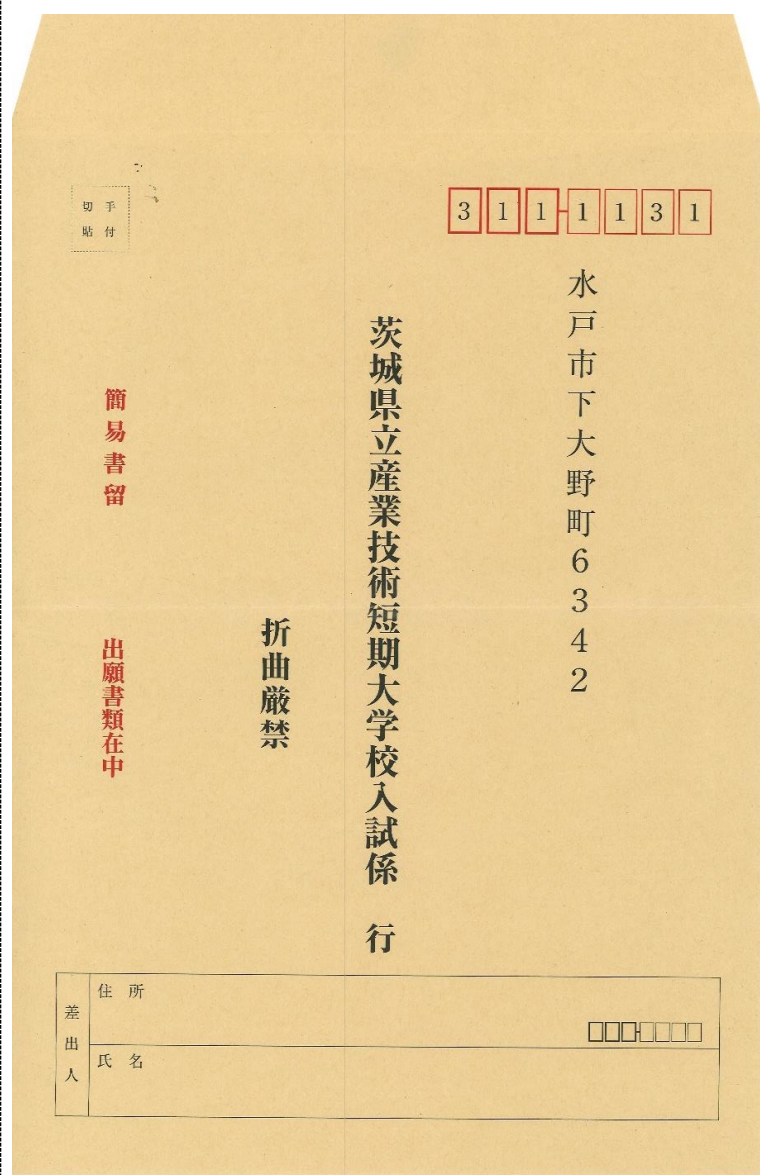 311-1131
水戸市下大野町6342
茨城県立産業技術短期大学校入試係　行
折曲厳禁
切手
貼付
簡易書留
出願書類在中
差出人
住所
氏名